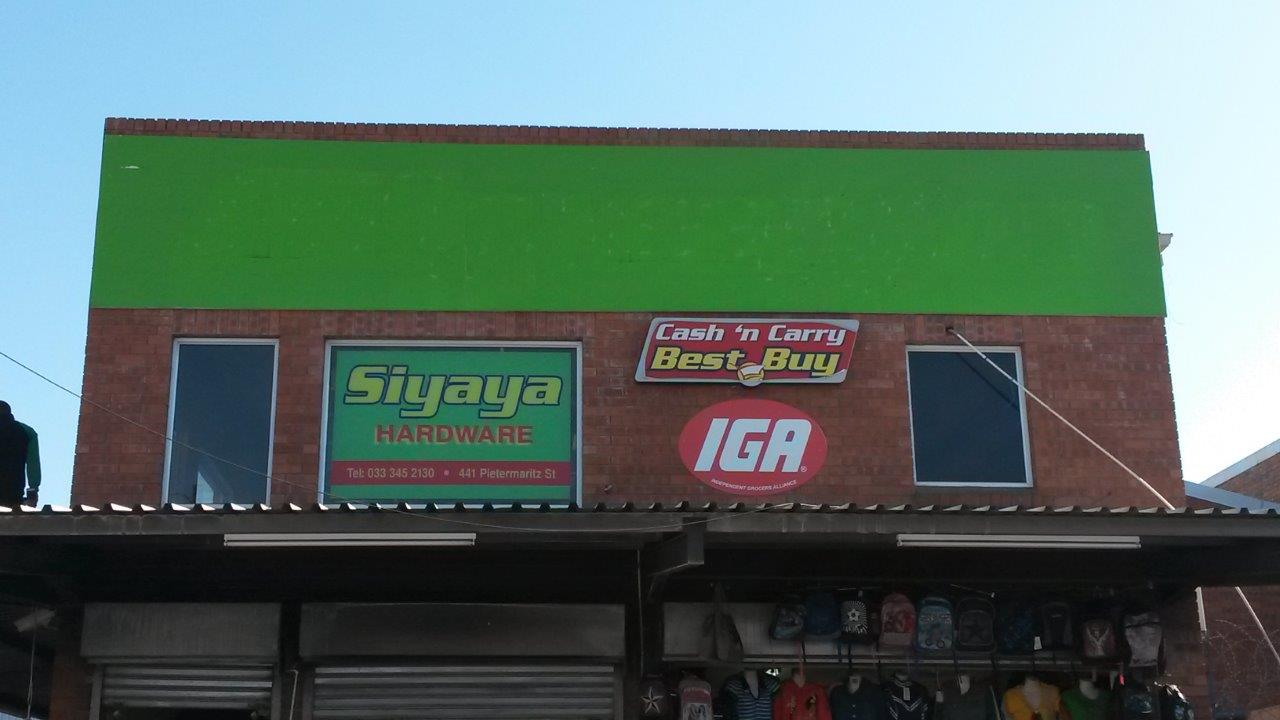 Siyaya
HARDWARE
Tel: 033 345 2130 • 441 Pietermaritz St
Cash 'n Carry
Best Buy
IGA®
INDEPENDENT GROCERS ALLIANCE